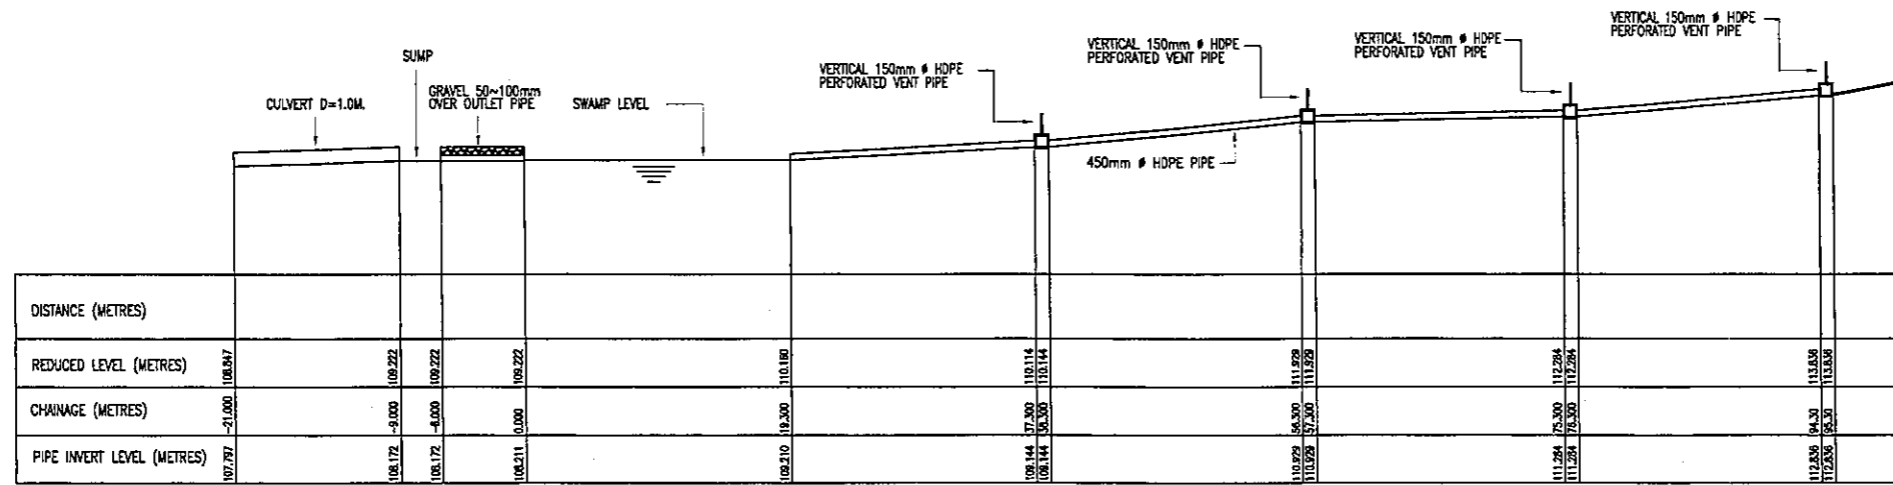 VERTICAL 150mm ø HDPE
PERFORATED VENT PIPE
VERTICAL 150mm ø HDPE
PERFORATED VENT PIPE
VERTICAL 150mm ø HDPE
PERFORATED VENT PIPE
SUMP
VERTICAL 150mm ø HDPE
PERFORATED VENT PIPE
GRAVEL 50~100mm
OVER OUTLET PIPE
CULVERT D=1.0M.
SWAMP LEVEL
450mm ø HDPE PIPE
DISTANCE (METRES)
REDUCED LEVEL (METRES)
108.847
109.222
109.222
109.222
110.160
110.114
110.144
111.929
111.929
112.284
112.284
113.836
113.836
CHAINAGE (METRES)
-21.000
-9.000
-6.000
0.000
19.300
37.300
38.300
56.300
57.300
75.300
76.300
94.30
95.30
PIPE INVERT LEVEL (METRES)
107.797
108.172
108.172
108.211
109.210
109.144
109.144
110.929
110.929
111.284
111.284
112.836
112.836